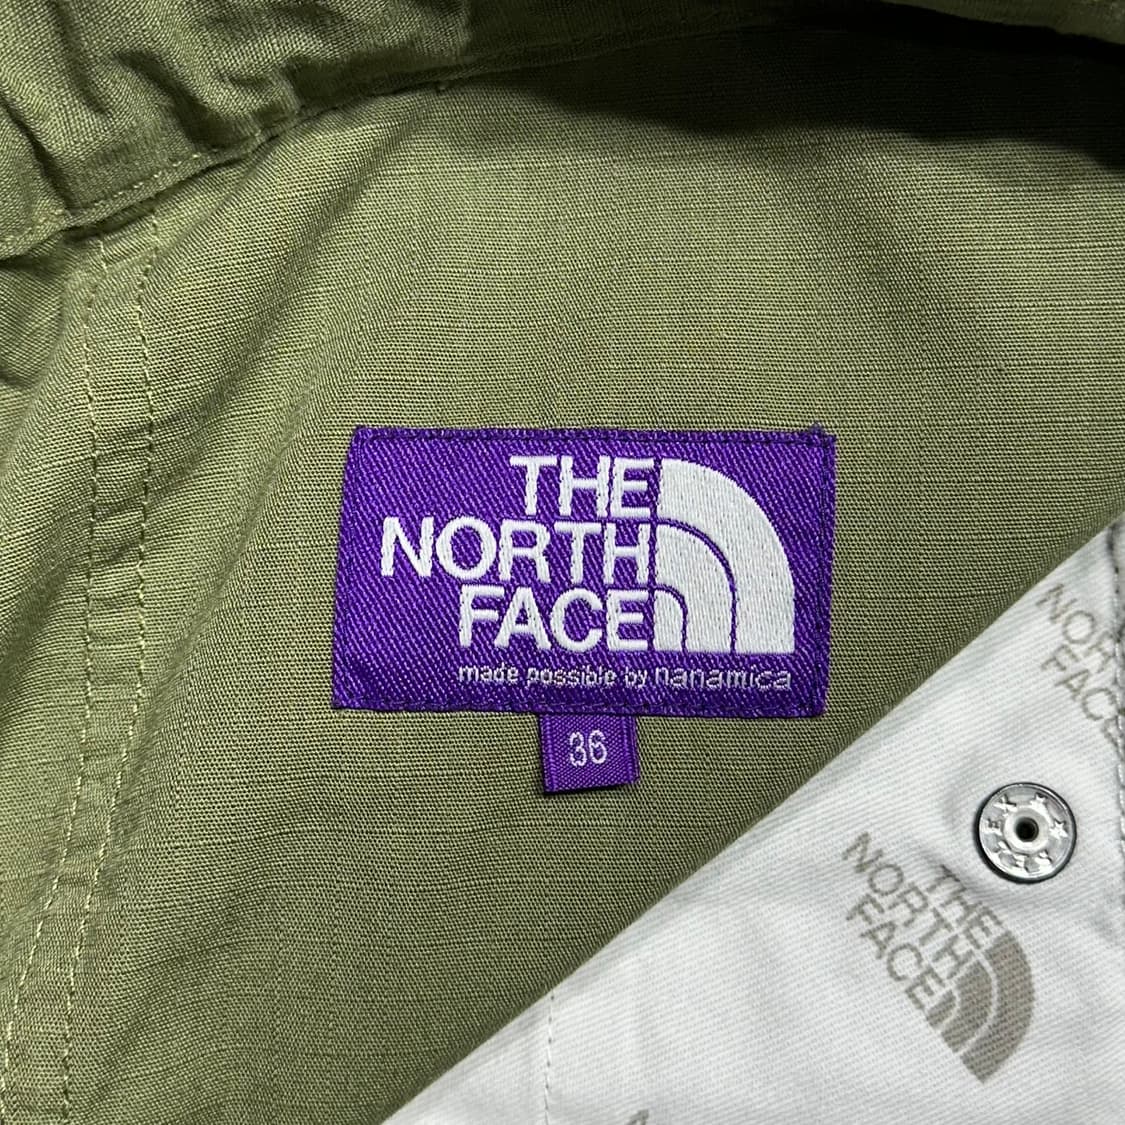 THE
NORTH
FACE
made possible by nanamica
36
NORTH
FACE
THE
NORTH
FACE